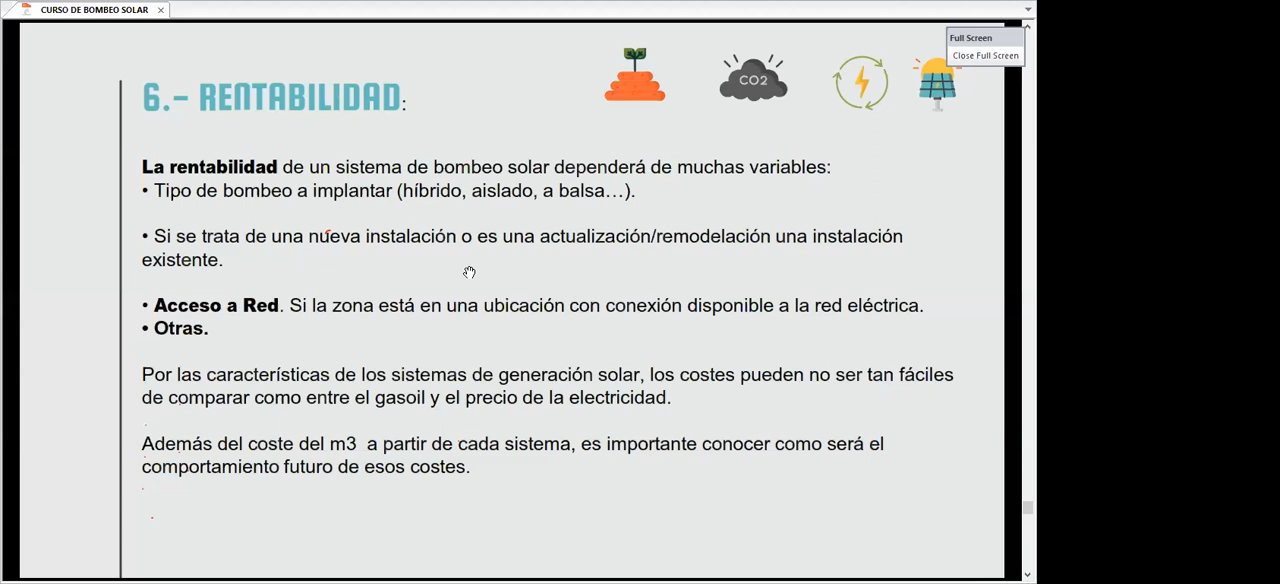 CURSO DE BOMBEO SOLAR
Full Screen
Close Full Screen
CO2
6.- RENTABILIDAD:
La rentabilidad de un sistema de bombeo solar dependerá de muchas variables:
• Tipo de bombeo a implantar (híbrido, aislado, a balsa…).
• Si se trata de una nueva instalación o es una actualización/remodelación una instalación
existente.
• Acceso a Red. Si la zona está en una ubicación con conexión disponible a la red eléctrica.
• Otras.
Por las características de los sistemas de generación solar, los costes pueden no ser tan fáciles
de comparar como entre el gasoil y el precio de la electricidad.
Además del coste del m3 a partir de cada sistema, es importante conocer como será el
comportamiento futuro de esos costes.